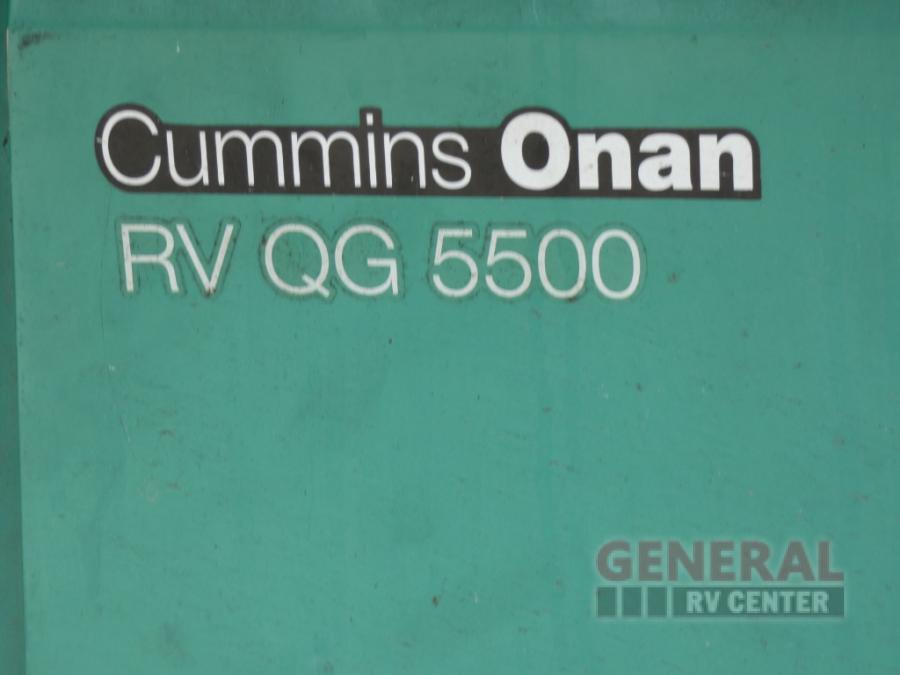 Cummins Onan
RV QG 5500
GENERAL
RV CENTER